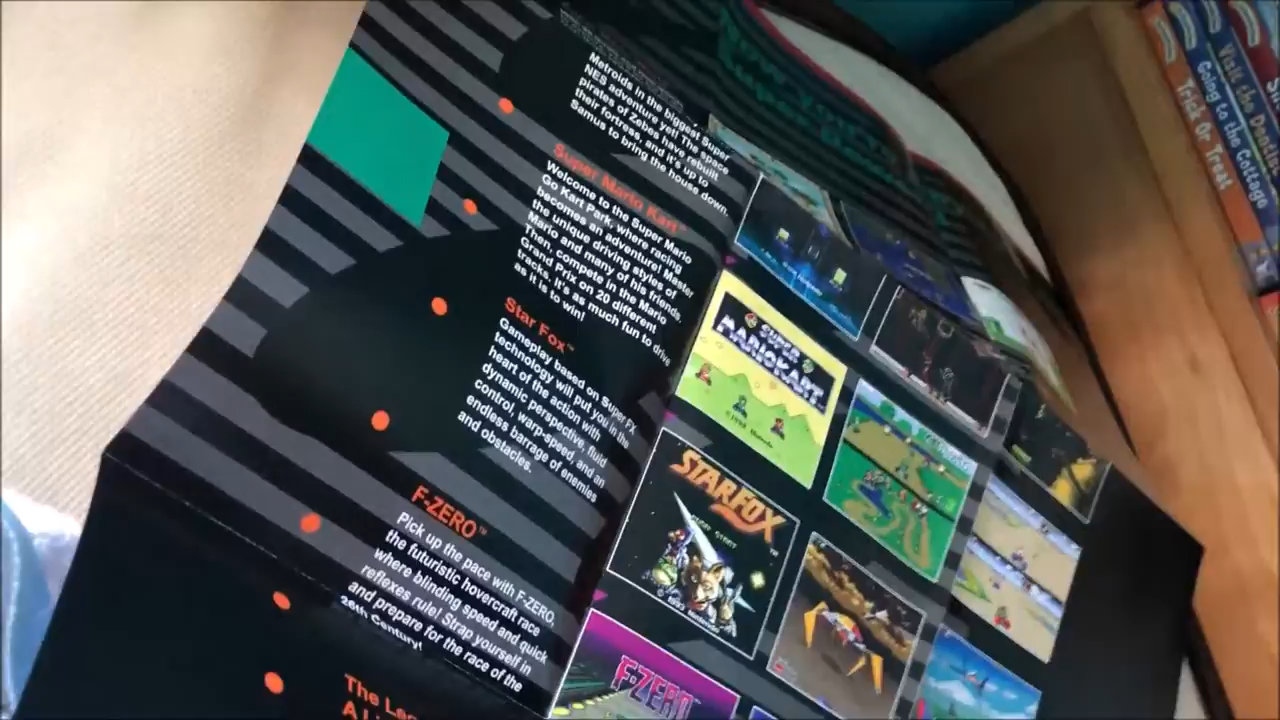 Metroids in the biggest Super
NES adventure yet! The space
pirates of Zebes have rebuilt
their fortress, and it's up to
Samus to bring the house down.
Super Mario Kart™
Welcome to the Super Mario
Go Kart Park, where racing
becomes an adventure! Master
the unique driving styles of
Mario and many of his friends.
Then, compete in the Mario
Grand Prix on 20 different
tracks. It's as much fun to drive
as it is to win!
Star Fox™
Gameplay based on Super FX
technology will put you in the
heart of the action with
dynamic perspective, fluid
control, warp-speed, and an
endless barrage of enemies
and obstacles.
F-ZERO™
Pick up the pace with F-ZERO,
the futuristic hovercraft race
where blinding speed and quick
reflexes rule! Strap yourself in
and prepare for the race of the
26th Century!
The
A
SUPER
MARIOKART
STARFOX
F-ZERO
Trick Or Treat
Going to the Cottage
Visit the Dentist